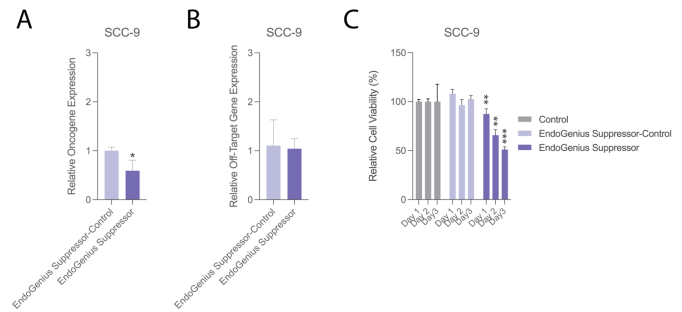 A
SCC-9
Relative Oncogene Expression
3
2
1
0
*
EndoGenius Suppressor-Control
EndoGenius Suppressor
B
SCC-9
Relative Off-Target Gene Expression
3
2
1
0
EndoGenius Suppressor-Control
EndoGenius Suppressor
C
SCC-9
Relative Cell Viability (%)
150
100
50
0
**
**
***
Day 1
Day 2
Day3
Day 1
Day 2
Day3
Day 1
Day 2
Day3
Control
EndoGenius Suppressor-Control
EndoGenius Suppressor